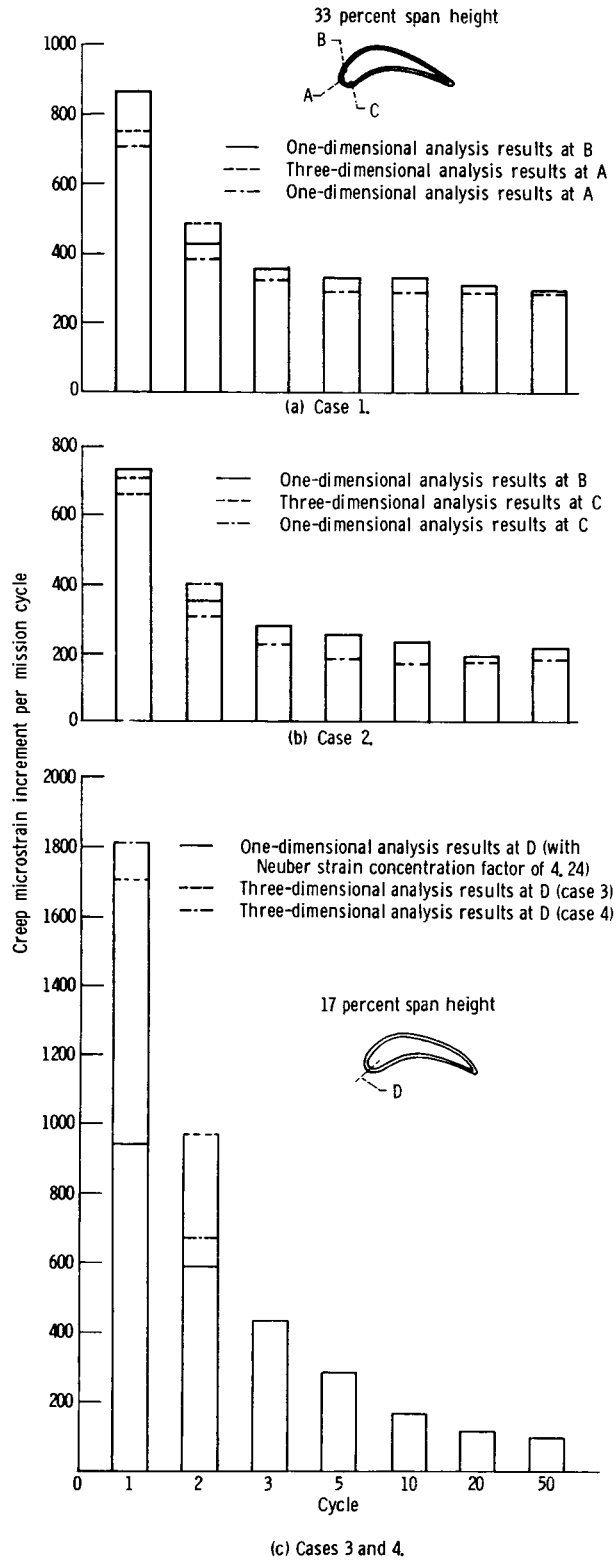 33 percent span height
B
A
C
One-dimensional analysis results at B
Three-dimensional analysis results at A
One-dimensional analysis results at A
1000
800
600
400
200
0
(a) Case 1.
One-dimensional analysis results at B
Three-dimensional analysis results at C
One-dimensional analysis results at C
800
600
400
200
0
(b) Case 2.
Creep microstrain increment per mission cycle
One-dimensional analysis results at D (with
Neuber strain concentration factor of 4.24)
Three-dimensional analysis results at D (case 3)
Three-dimensional analysis results at D (case 4)
17 percent span height
D
2000
1800
1600
1400
1200
1000
800
600
400
200
0 1 2 3 5 10 20 50
Cycle
(c) Cases 3 and 4.